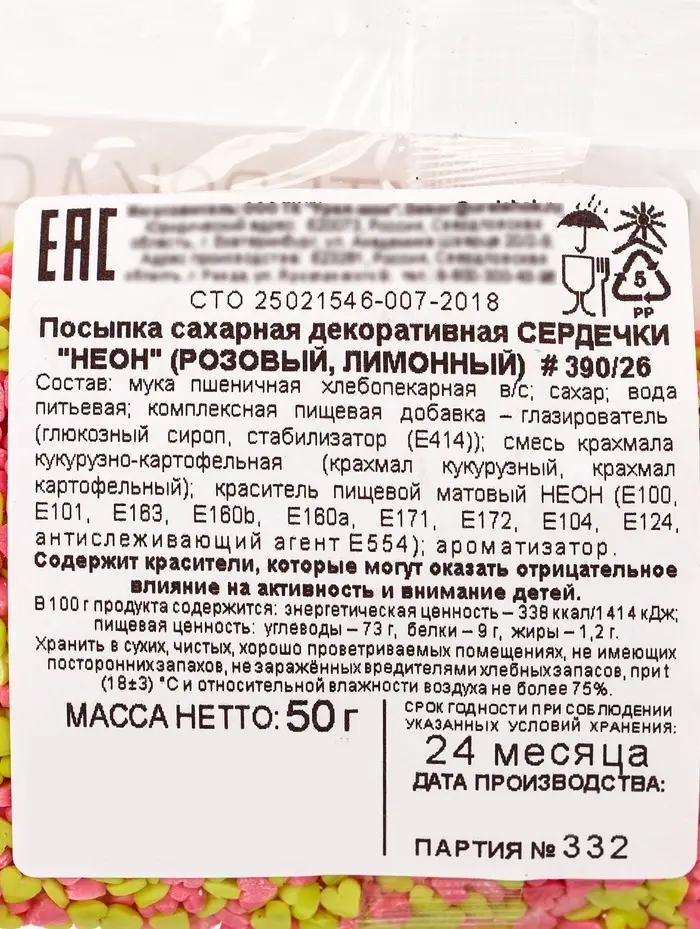 EAC
СТО 25021546-007-2018
Посыпка сахарная декоративная СЕРДЕЧКИ
"НЕОН" (РОЗОВЫЙ, ЛИМОННЫЙ) # 390/26
Состав: мука пшеничная хлебопекарная в/с; сахар; вода
питьевая; комплексная пищевая добавка – глазирователь
(глюкозный сироп, стабилизатор (Е414)); смесь крахмала
кукурузно-картофельная (крахмал кукурузный, крахмал
картофельный); краситель пищевой матовый НЕОН (Е100,
Е101, Е163, Е160b, Е160а, Е171, Е172, Е104, Е124,
антислеживающий агент Е554); ароматизатор.
Содержит красители, которые могут оказать отрицательное
влияние на активность и внимание детей.
В 100 г продукта содержится: энергетическая ценность – 338 ккал/1414 кДж;
пищевая ценность: углеводы – 73 г, белки – 9 г, жиры – 1,2 г.
Хранить в сухих, чистых, хорошо проветриваемых помещениях, не имеющих
посторонних запахов, не заражённых вредителями хлебных запасов, при t
(18±3) °С и относительной влажности воздуха не более 75%.
МАССА НЕТТО: 50 г
СРОК ГОДНОСТИ ПРИ СОБЛЮДЕНИИ
УКАЗАННЫХ УСЛОВИЙ ХРАНЕНИЯ:
24 месяца
ДАТА ПРОИЗВОДСТВА:
ПАРТИЯ № 332
5
PP